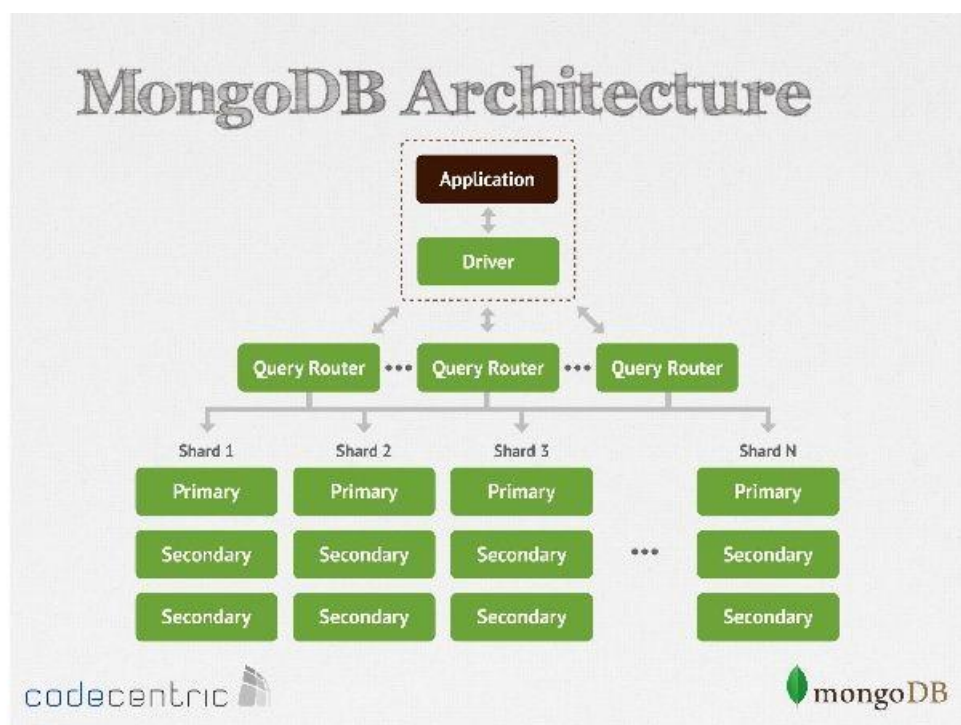 MongoDB Architecture
Application
Driver
Query Router ••• Query Router ••• Query Router
Shard 1 Shard 2 Shard 3 Shard N
Primary Primary Primary Primary
Secondary Secondary Secondary ••• Secondary
Secondary Secondary Secondary Secondary
codecentric mongoDB